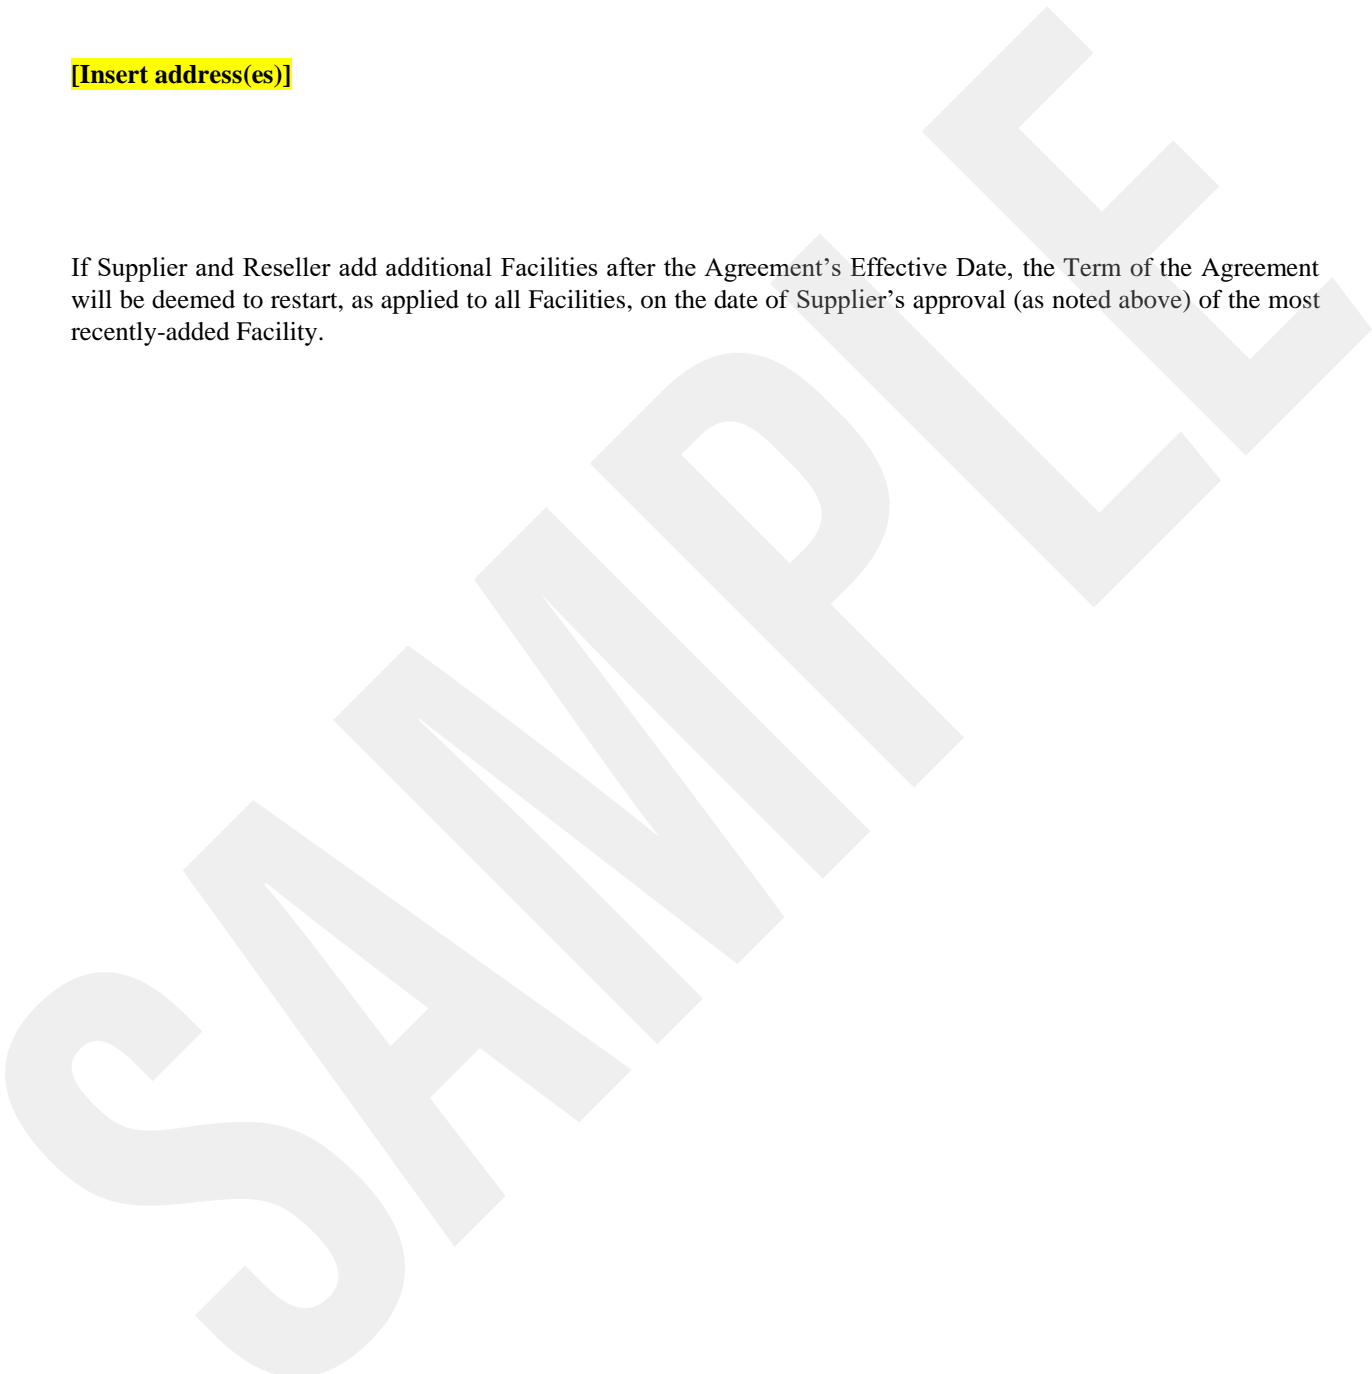 [Insert address(es)]
If Supplier and Reseller add additional Facilities after the Agreement’s Effective Date, the Term of the Agreement
will be deemed to restart, as applied to all Facilities, on the date of Supplier’s approval (as noted above) of the most
recently-added Facility.
SAMPLE